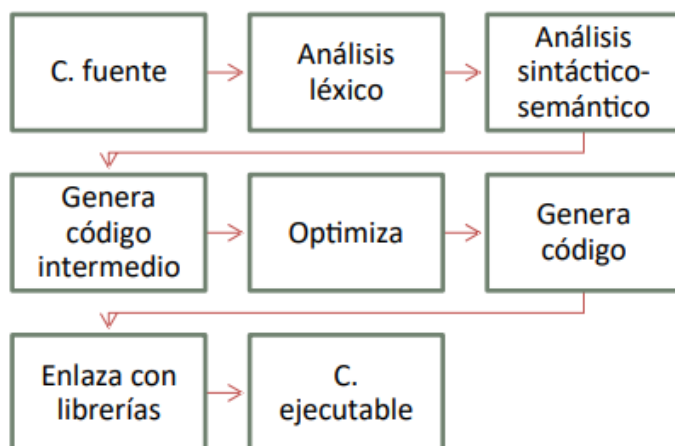 C. fuente
Análisis
léxico
Análisis
sintáctico-
semántico
Genera
código
intermedio
Optimiza
Genera
código
Enlaza con
librerías
C.
ejecutable